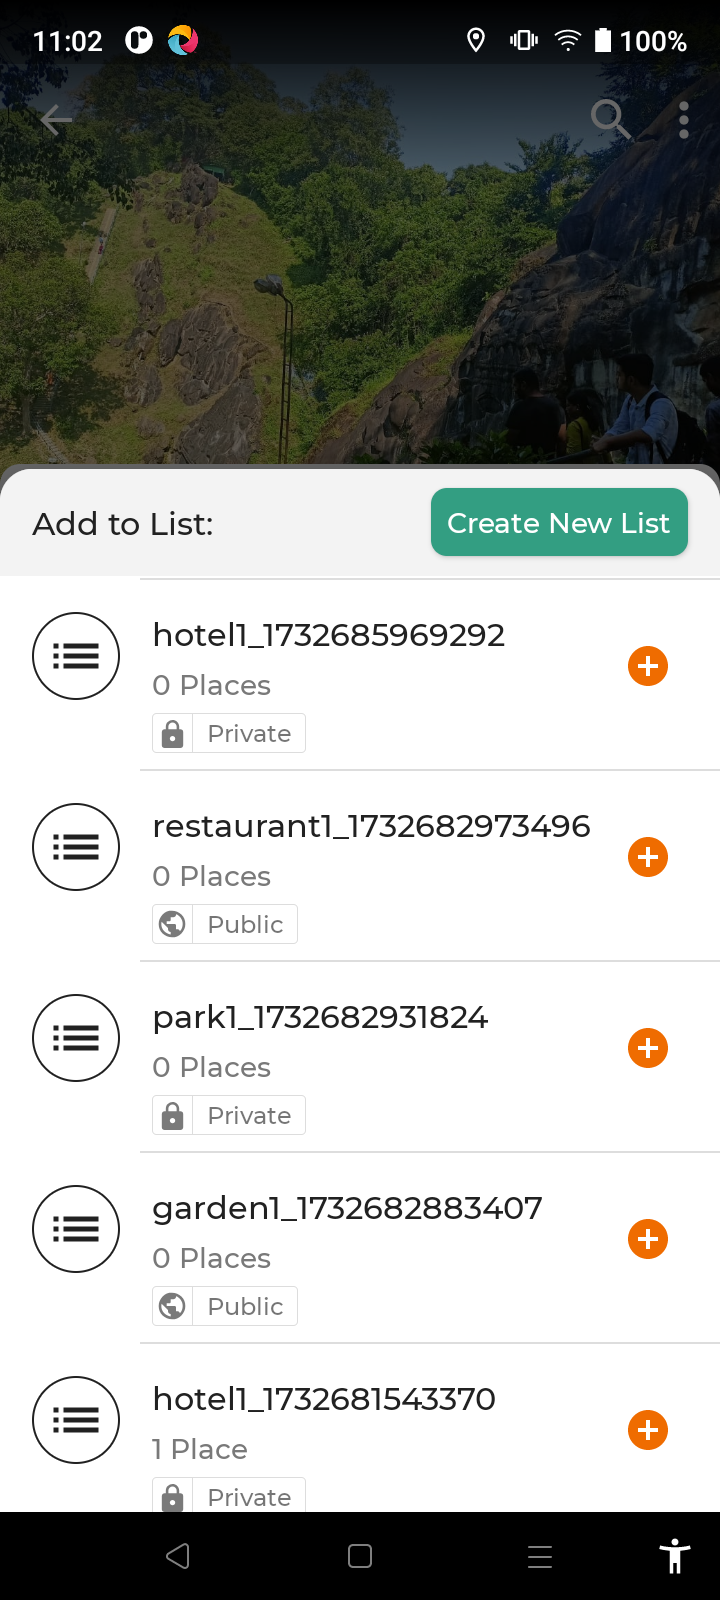 11:02
100%
Add to List:
Create New List
hotel1_1732685969292
0 Places
Private
restaurant1_1732682973496
0 Places
Public
park1_1732682931824
0 Places
Private
garden1_1732682883407
0 Places
Public
hotel1_1732681543370
1 Place
Private